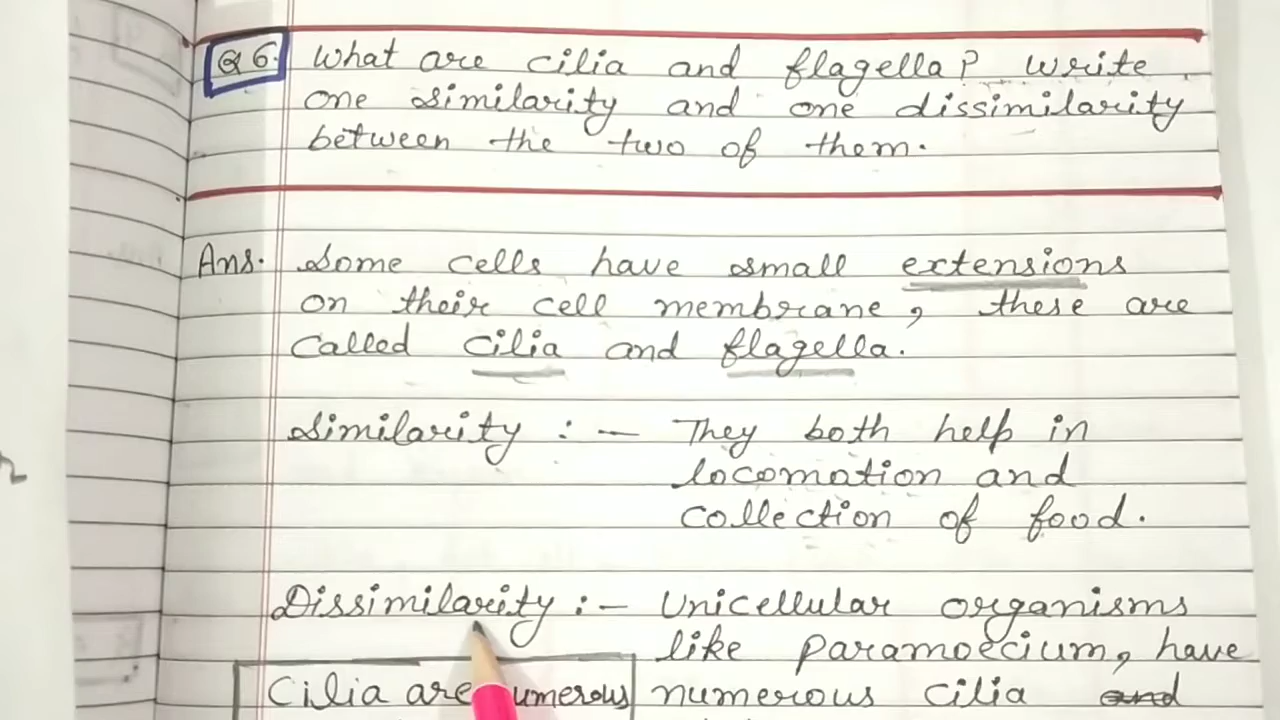 Q 6. What are cilia and flagella? Write
one similarity and one dissimilarity
between the two of them.
Ans. Some cells have small extensions
on their cell membrane, these are
called cilia and flagella.
Similarity :- They both help in
locomotion and
collection of food.
Dissimilarity :- Unicellular organisms
like paramoecium, have
Cilia are numerous numerous cilia and